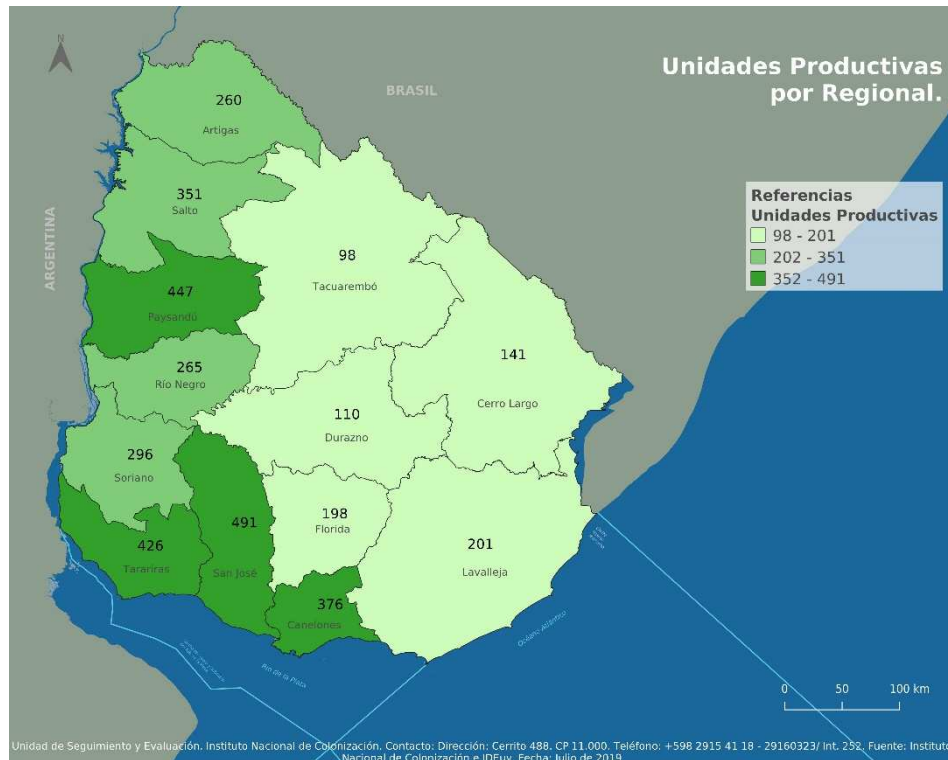 N
Unidades Productivas
por Regional.
BRASIL
ARGENTINA
260
Artigas
351
Salto
Referencias
Unidades Productivas
98 - 201
202 - 351
352 - 491
98
Tacuarembó
447
Paysandú
265
Río Negro
141
Cerro Largo
110
Durazno
296
Soriano
198
Florida
491
San José
426
Tarariras
201
Lavalleja
376
Canelones
Océano Atlántico
Río de la Plata
0 50 100 km
Unidad de Seguimiento y Evaluación. Instituto Nacional de Colonización. Contacto: Dirección: Cerrito 488. CP 11.000. Teléfono: +598 2915 41 18 - 29160323/ Int. 252, Fuente: Instituto
Nacional de Colonización e IDEuy. Fecha: Julio de 2019